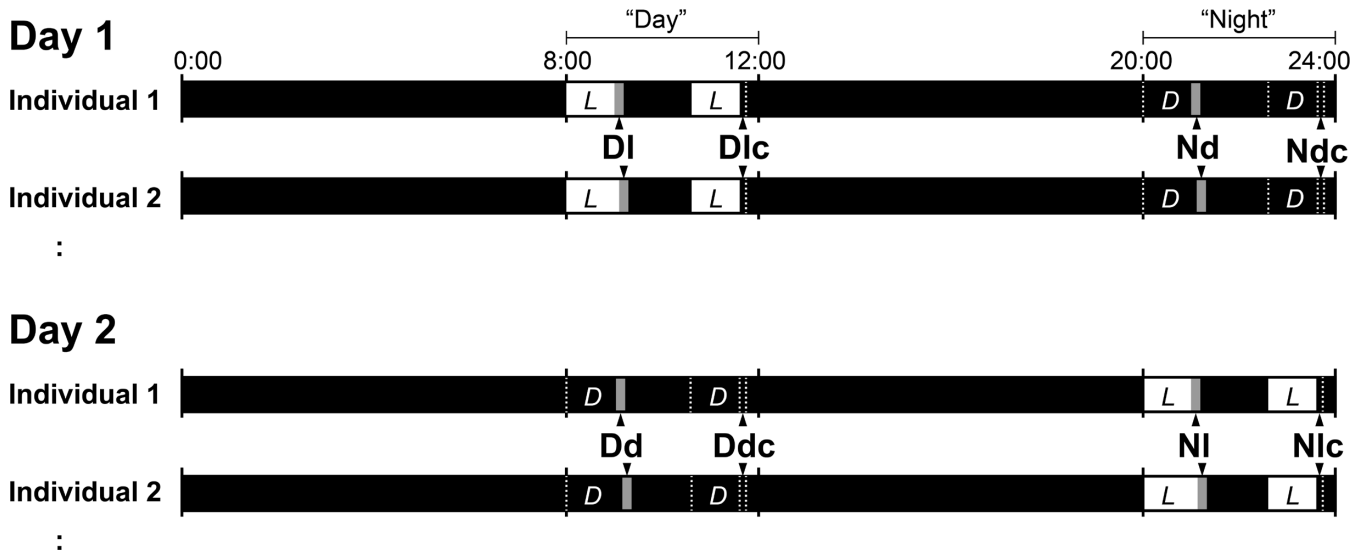 Day 1
“Day” “Night”
0:00 8:00 12:00 20:00 24:00
Individual 1 L L D D
Dl Dlc Nd Ndc
Individual 2 L L D D
:
Day 2
Individual 1 D D L L
Dd Ddc Nl Nlc
Individual 2 D D L L
: